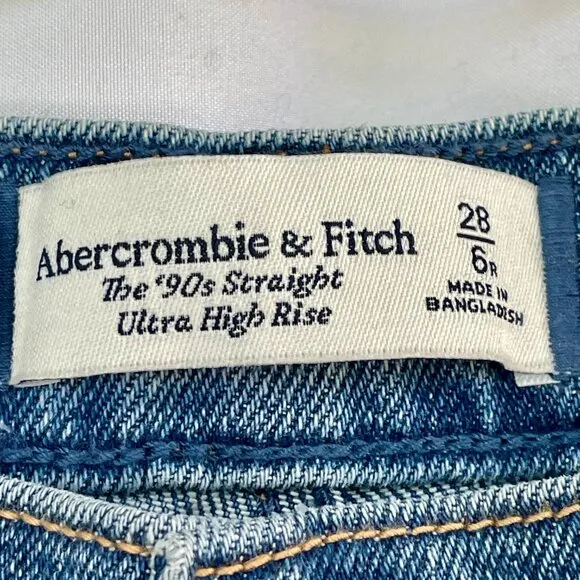 Abercrombie & Fitch
The '90s Straight
Ultra High Rise
28
6R
MADE IN
BANGLADESH